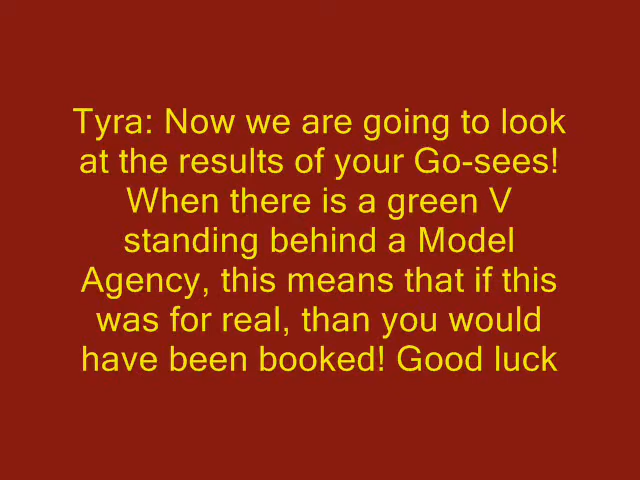 Tyra: Now we are going to look
at the results of your Go-sees!
When there is a green V
standing behind a Model
Agency, this means that if this
was for real, than you would
have been booked! Good luck